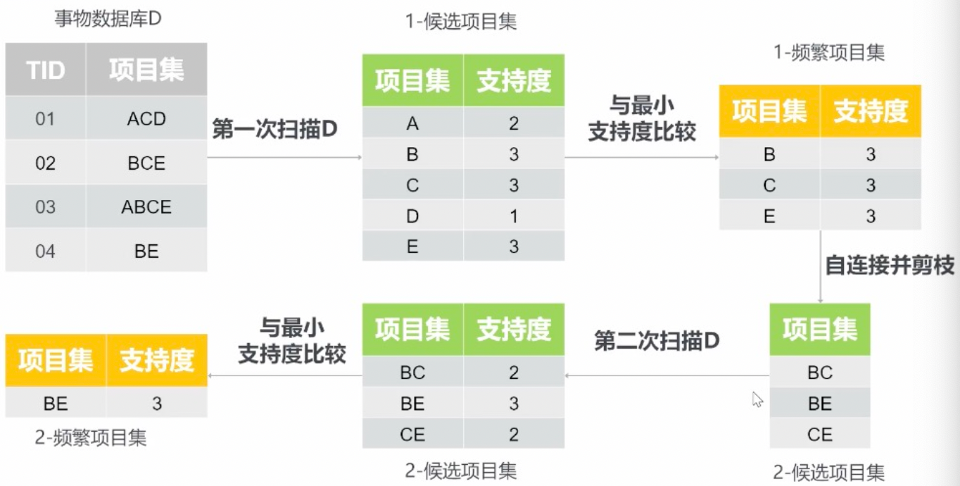 事物数据库D
TID 项目集
01 ACD
02 BCE
03 ABCE
04 BE
第一次扫描D
1-候选项目集
项目集 支持度
A 2
B 3
C 3
D 1
E 3
与最小
支持度比较
1-频繁项目集
项目集 支持度
B 3
C 3
E 3
自连接并剪枝
项目集
BC
BE
CE
2-候选项目集
第二次扫描D
项目集 支持度
BC 2
BE 3
CE 2
2-候选项目集
与最小
支持度比较
项目集 支持度
BE 3
2-频繁项目集